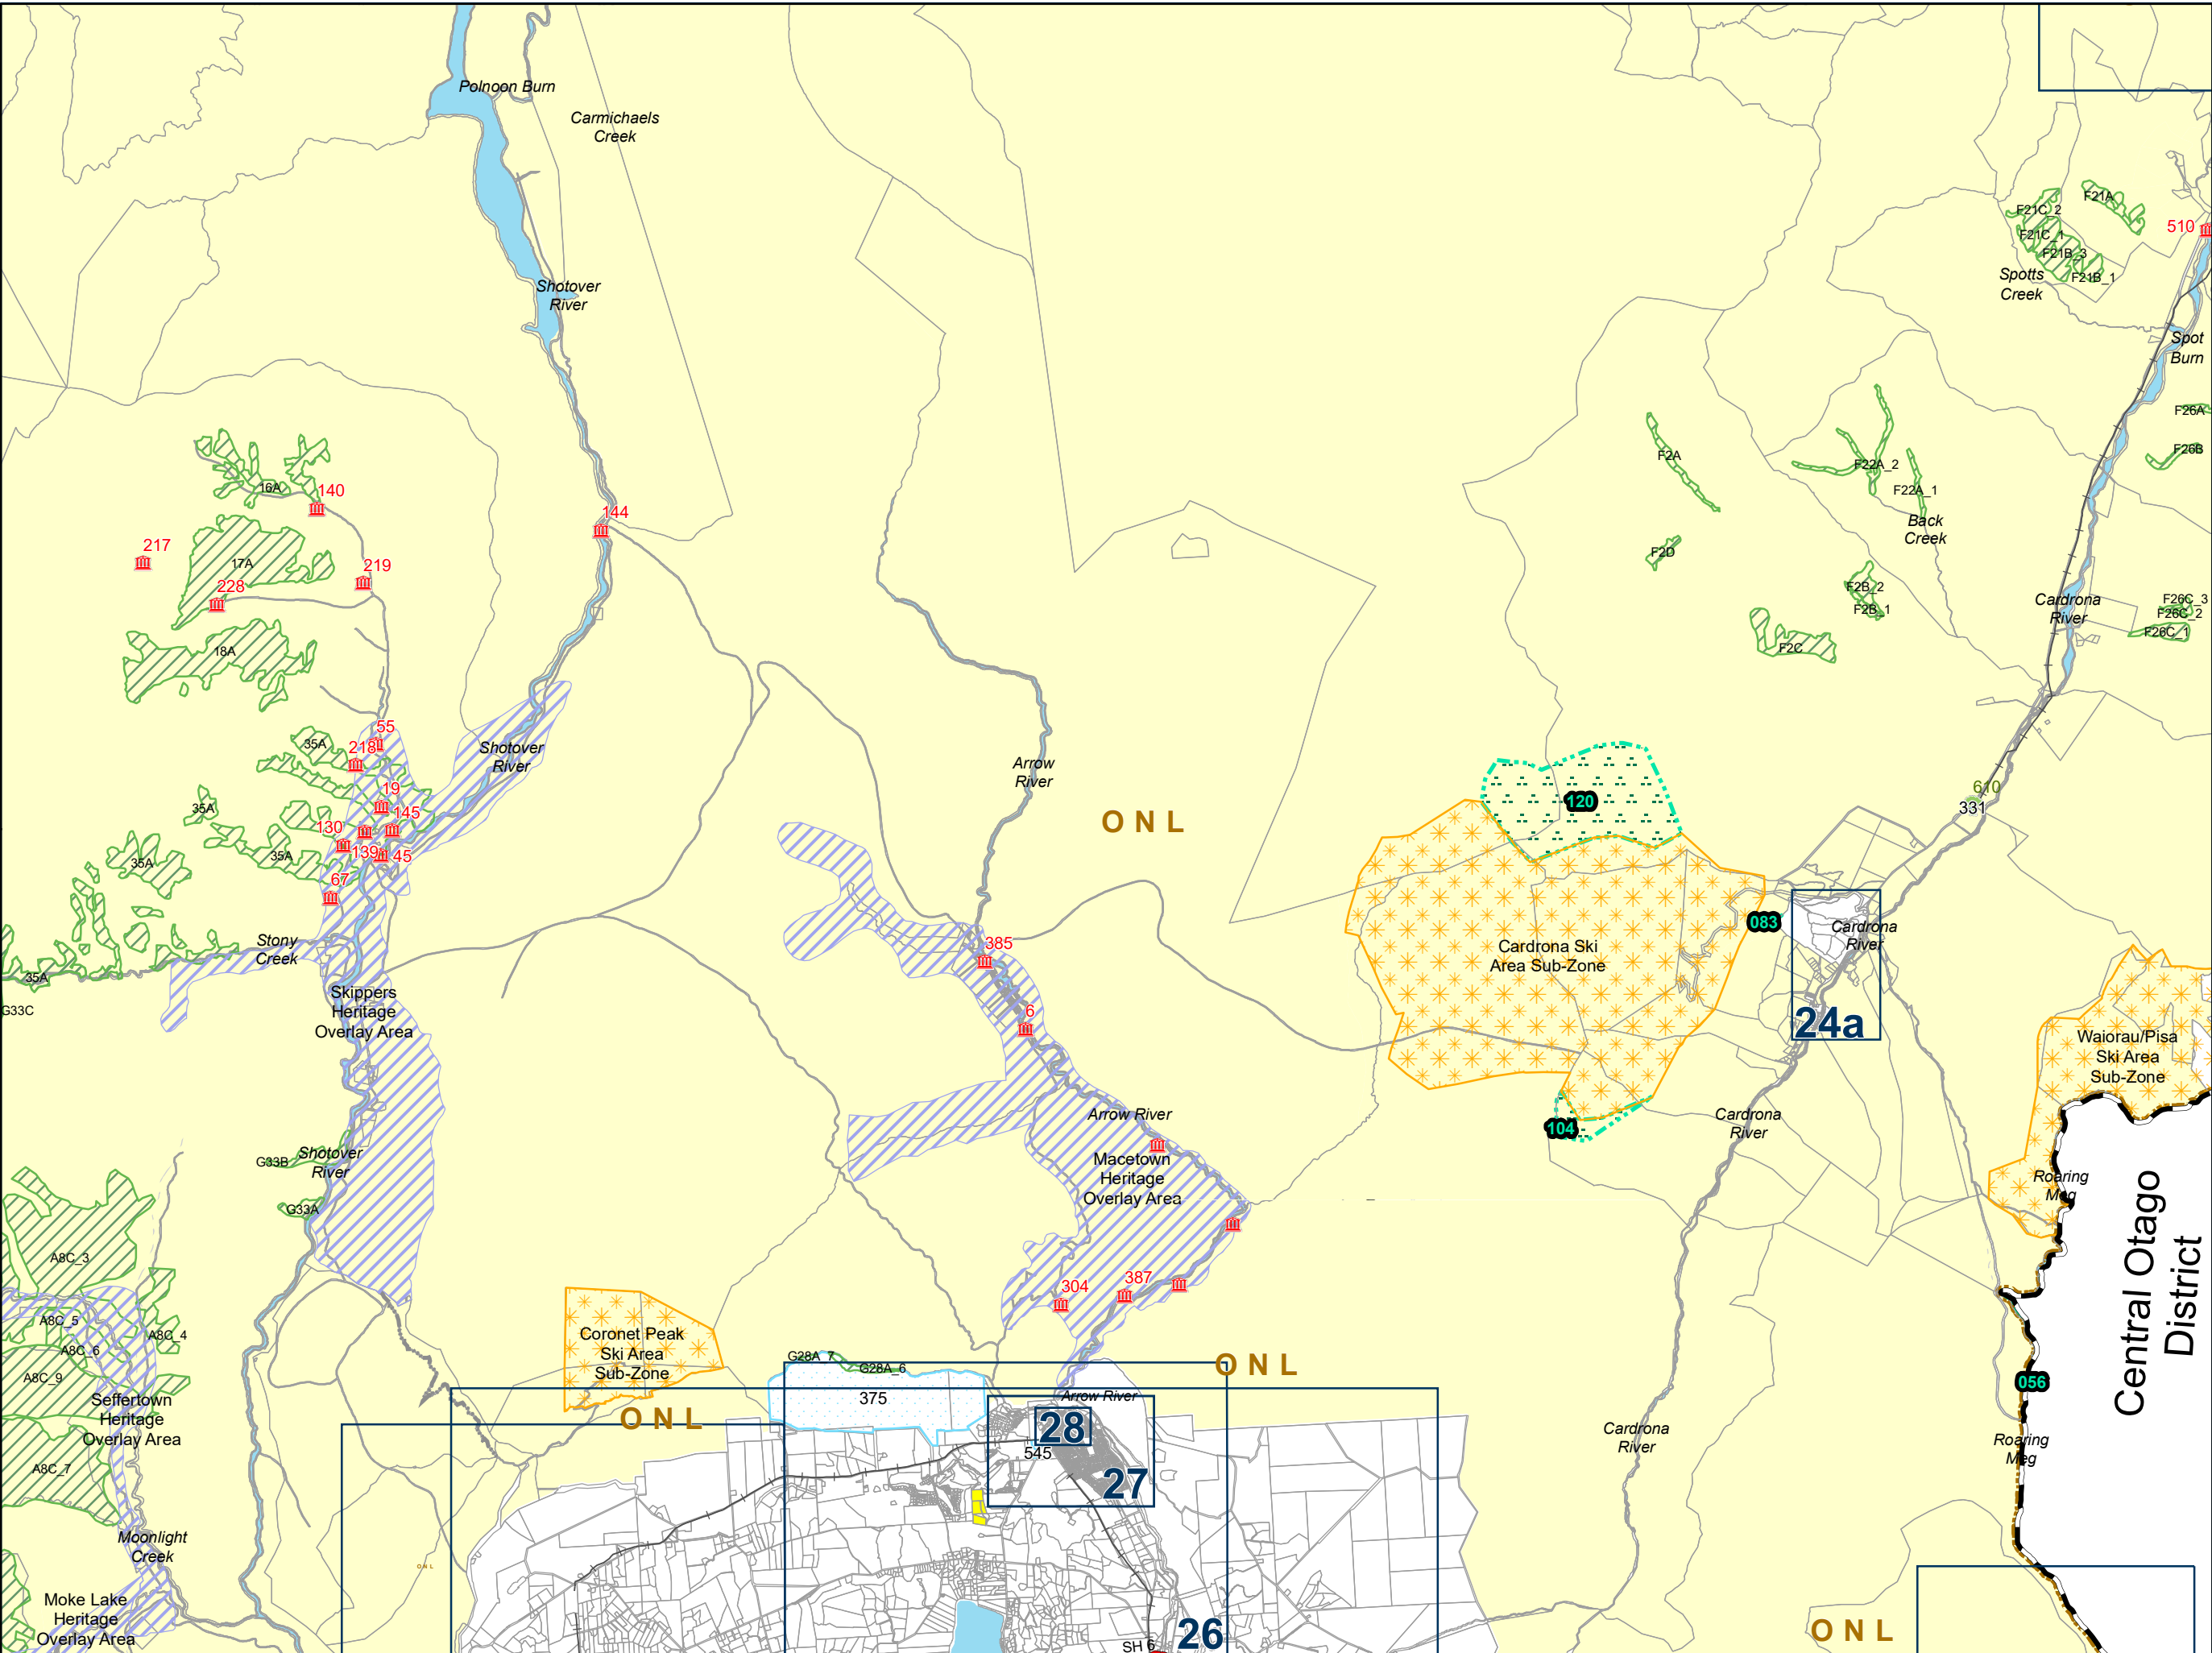 Polnoon Burn
Carmichaels
Creek
F21A
F21C_2
510
F21C_1
F21B_3
F21B_1
Spotts
Creek
Shotover
River
Spot
Burn
F26A
F26B
F2A
F22A_2
F22A_1
16A
140
144
Back
Creek
217
17A
219
F2D
228
F2B_2
F2B_1
Cardrona
River
F26C_3
F26C_2
F26C_1
18A
F2C
55
35A
218
Shotover
River
Arrow
River
19
35A
610
331
120
ONL
145
130
139
45
35A
35A
67
083
Cardrona
River
Stony
Creek
385
Cardrona Ski
Area Sub-Zone
35A
G33C
Skippers
Heritage
Overlay Area
6
24a
Waiorau/Pisa
Ski Area
Sub-Zone
Arrow River
Cardrona
River
104
G33B
Shotover
River
Macetown
Heritage
Overlay Area
Roaring
Meg
G33A
A8C_3
Central Otago
District
304
387
A8C_5
A8C_4
A8C_6
Coronet Peak
Ski Area
Sub-Zone
G28A_7
G28A_6
ONL
A8C_9
056
375
Arrow River
Seffertown
Heritage
Overlay Area
ONL
28
545
Cardrona
River
Roaring
Meg
A8C_7
27
Moonlight
Creek
ONL
Moke Lake
Heritage
Overlay Area
26
SH 6
ONL